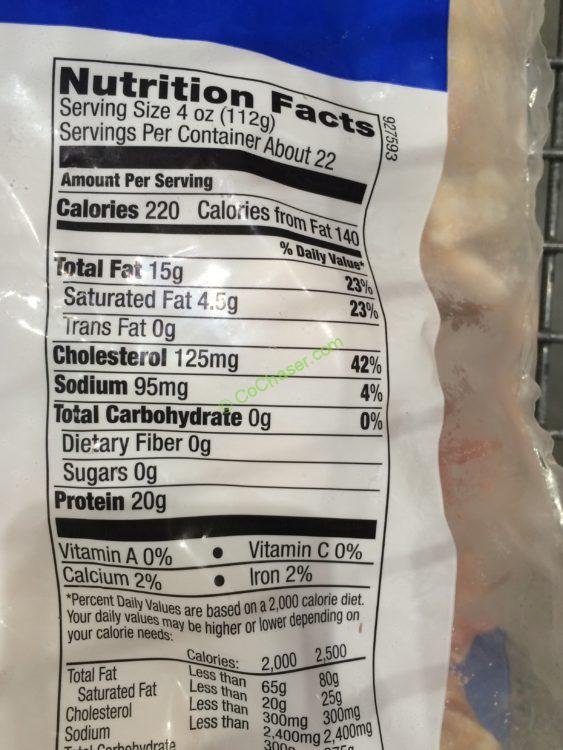 Nutrition Facts
Serving Size 4 oz (112g)
Servings Per Container About 22
927593
Amount Per Serving
Calories 220 Calories from Fat 140
% Daily Value*
Total Fat 15g 23%
Saturated Fat 4.5g 23%
Trans Fat 0g
Cholesterol 125mg 42%
Sodium 95mg 4%
Total Carbohydrate 0g 0%
Dietary Fiber 0g
Sugars 0g
Protein 20g
Vitamin A 0% • Vitamin C 0%
Calcium 2% • Iron 2%
*Percent Daily Values are based on a 2,000 calorie diet.
Your daily values may be higher or lower depending on
your calorie needs:
Calories: 2,000 2,500
Total Fat Less than 65g 80g
Saturated Fat Less than 20g 25g
Cholesterol Less than 300mg 300mg
Sodium Less than 2,400mg 2,400mg
Total Carbohydrate 300g 375g
© CoChaser.com